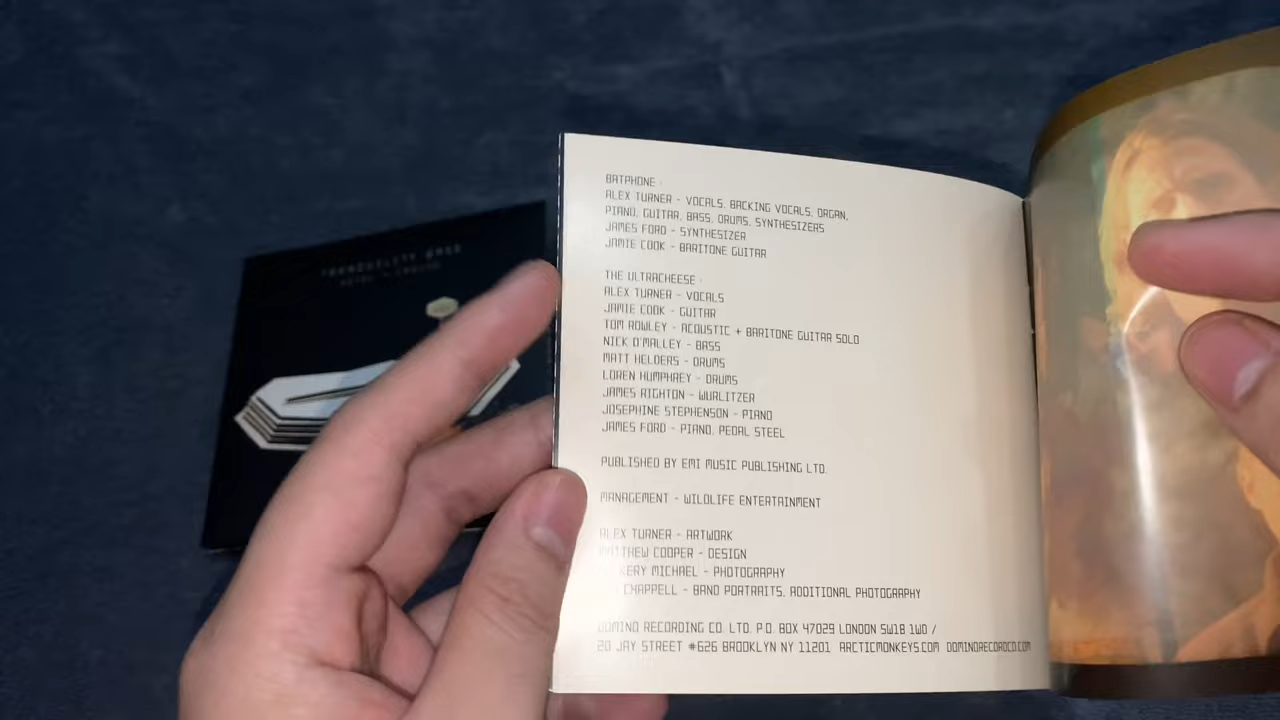 TRANQUILITY BASE
BATPHONE :
ALEX TURNER - VOCALS, BACKING VOCALS, ORGAN,
PIANO, GUITAR, BASS, DRUMS, SYNTHESIZERS
JAMES FORD - SYNTHESIZER
JAMIE COOK - BARITONE GUITAR
THE ULTRACHEESE :
ALEX TURNER - VOCALS
JAMIE COOK - GUITAR
TOM ROWLEY - ACOUSTIC + BARITONE GUITAR SOLO
NICK O'MALLEY - BASS
MATT HELDERS - DRUMS
LOREN HUMPHREY - DRUMS
JAMES RIGHTON - WURLITZER
JOSEPHINE STEPHENSON - PIANO
JAMES FORD - PIANO, PEDAL STEEL
PUBLISHED BY EMI MUSIC PUBLISHING LTD.
MANAGEMENT - WILDLIFE ENTERTAINMENT
ALEX TURNER - ARTWORK
MATTHEW COOPER - DESIGN
KERY MICHAEL - PHOTOGRAPHY
CHAPPELL - BAND PORTRAITS, ADDITIONAL PHOTOGRAPHY
DOMINO RECORDING CO. LTD. P.O. BOX 47029 LONDON SW18 1WD /
20 JAY STREET #626 BROOKLYN NY 11201 ARCTICMONKEYS.COM DOMINORECORDCO.COM